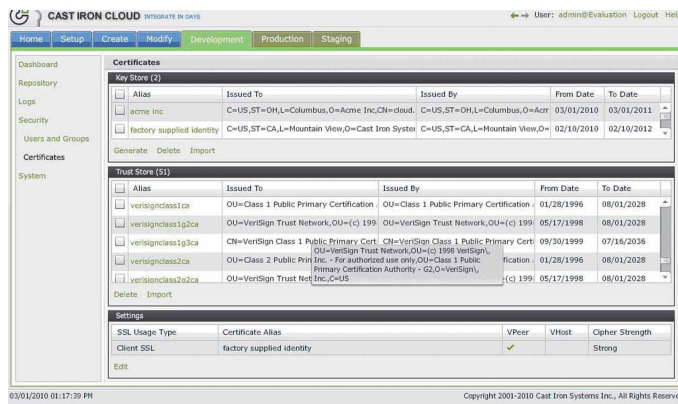 CAST IRON CLOUD INTEGRATE IN DAYS
User: admin@Evaluation Logout Help
Home Setup Create Modify Development Production Staging
Dashboard
Repository
Logs
Security
Users and Groups
Certificates
System
Certificates
Key Store (2)
Alias Issued To Issued By From Date To Date
acme inc C=US,ST=OH,L=Columbus,O=Acme Inc,CN=cloud. C=US,ST=OH,L=Columbus,O=Acm 03/01/2010 03/01/2011
factory supplied identity C=US,ST=CA,L=Mountain View,O=Cast Iron System C=US,ST=CA,L=Mountain View,O= 02/10/2010 02/10/2012
Generate Delete Import
Trust Store (51)
Alias Issued To Issued By From Date To Date
verisignclass1ca OU=Class 1 Public Primary Certification OU=Class 1 Public Primary Certification 01/28/1996 08/01/2028
verisignclass1g2ca OU=VeriSign Trust Network,OU=(c) 199 OU=VeriSign Trust Network,OU=(c) 199 05/17/1998 08/01/2028
verisignclass1g3ca CN=VeriSign Class 1 Public Primary Cert CN=VeriSign Class 1 Public Primary Certi 09/30/1999 07/16/2036
OU=VeriSign Trust Network,OU=(c) 1998 VeriSign\,
Inc. - For authorized use only,OU=Class 1 Public
Primary Certification Authority - G2,O=VeriSign\,
Inc.,C=US
verisignclass2ca OU=Class 2 Public Prim fication 01/28/1996 08/01/2028
verisignclass2g2ca OU=VeriSign Trust Net (c) 199 05/17/1998 08/01/2028
Delete Import
Settings
SSL Usage Type Certificate Alias VPeer VHost Cipher Strength
Client SSL factory supplied identity ✓ Strong
Edit
03/01/2010 01:17:39 PM
Copyright 2001-2010 Cast Iron Systems Inc., All Rights Reserve